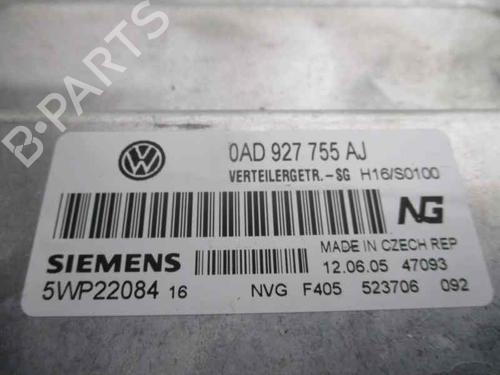 B-PARTS
0AD 927 755 AJ
VERTEILERGETR.-SG H16/S0100
NG
MADE IN CZECH REP
SIEMENS
12.06.05 47093
5WP22084 16
NVG F405 523706 092